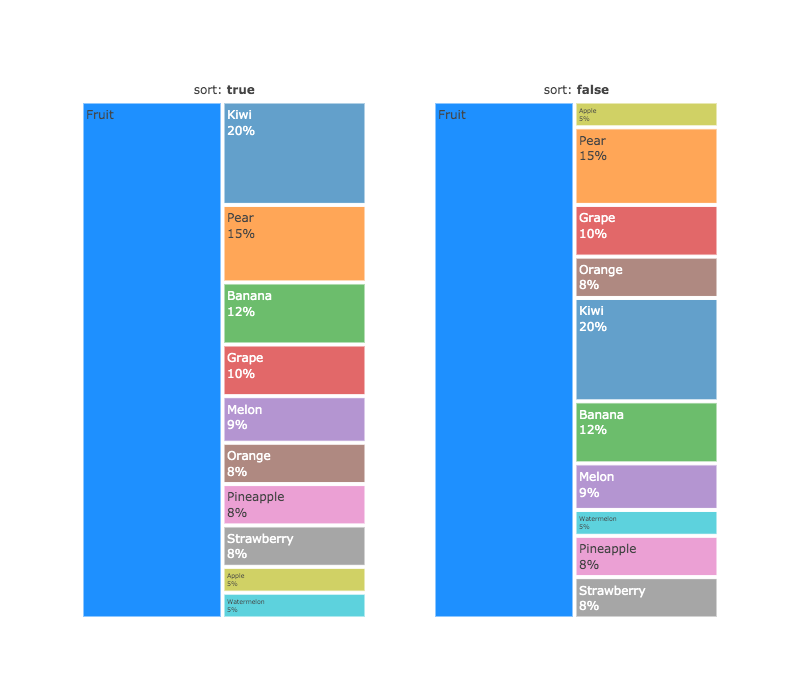 sort: true
Fruit
Kiwi
20%
Pear
15%
Banana
12%
Grape
10%
Melon
9%
Orange
8%
Pineapple
8%
Strawberry
8%
Apple
5%
Watermelon
5%
sort: false
Fruit
Apple
5%
Pear
15%
Grape
10%
Orange
8%
Kiwi
20%
Banana
12%
Melon
9%
Watermelon
5%
Pineapple
8%
Strawberry
8%